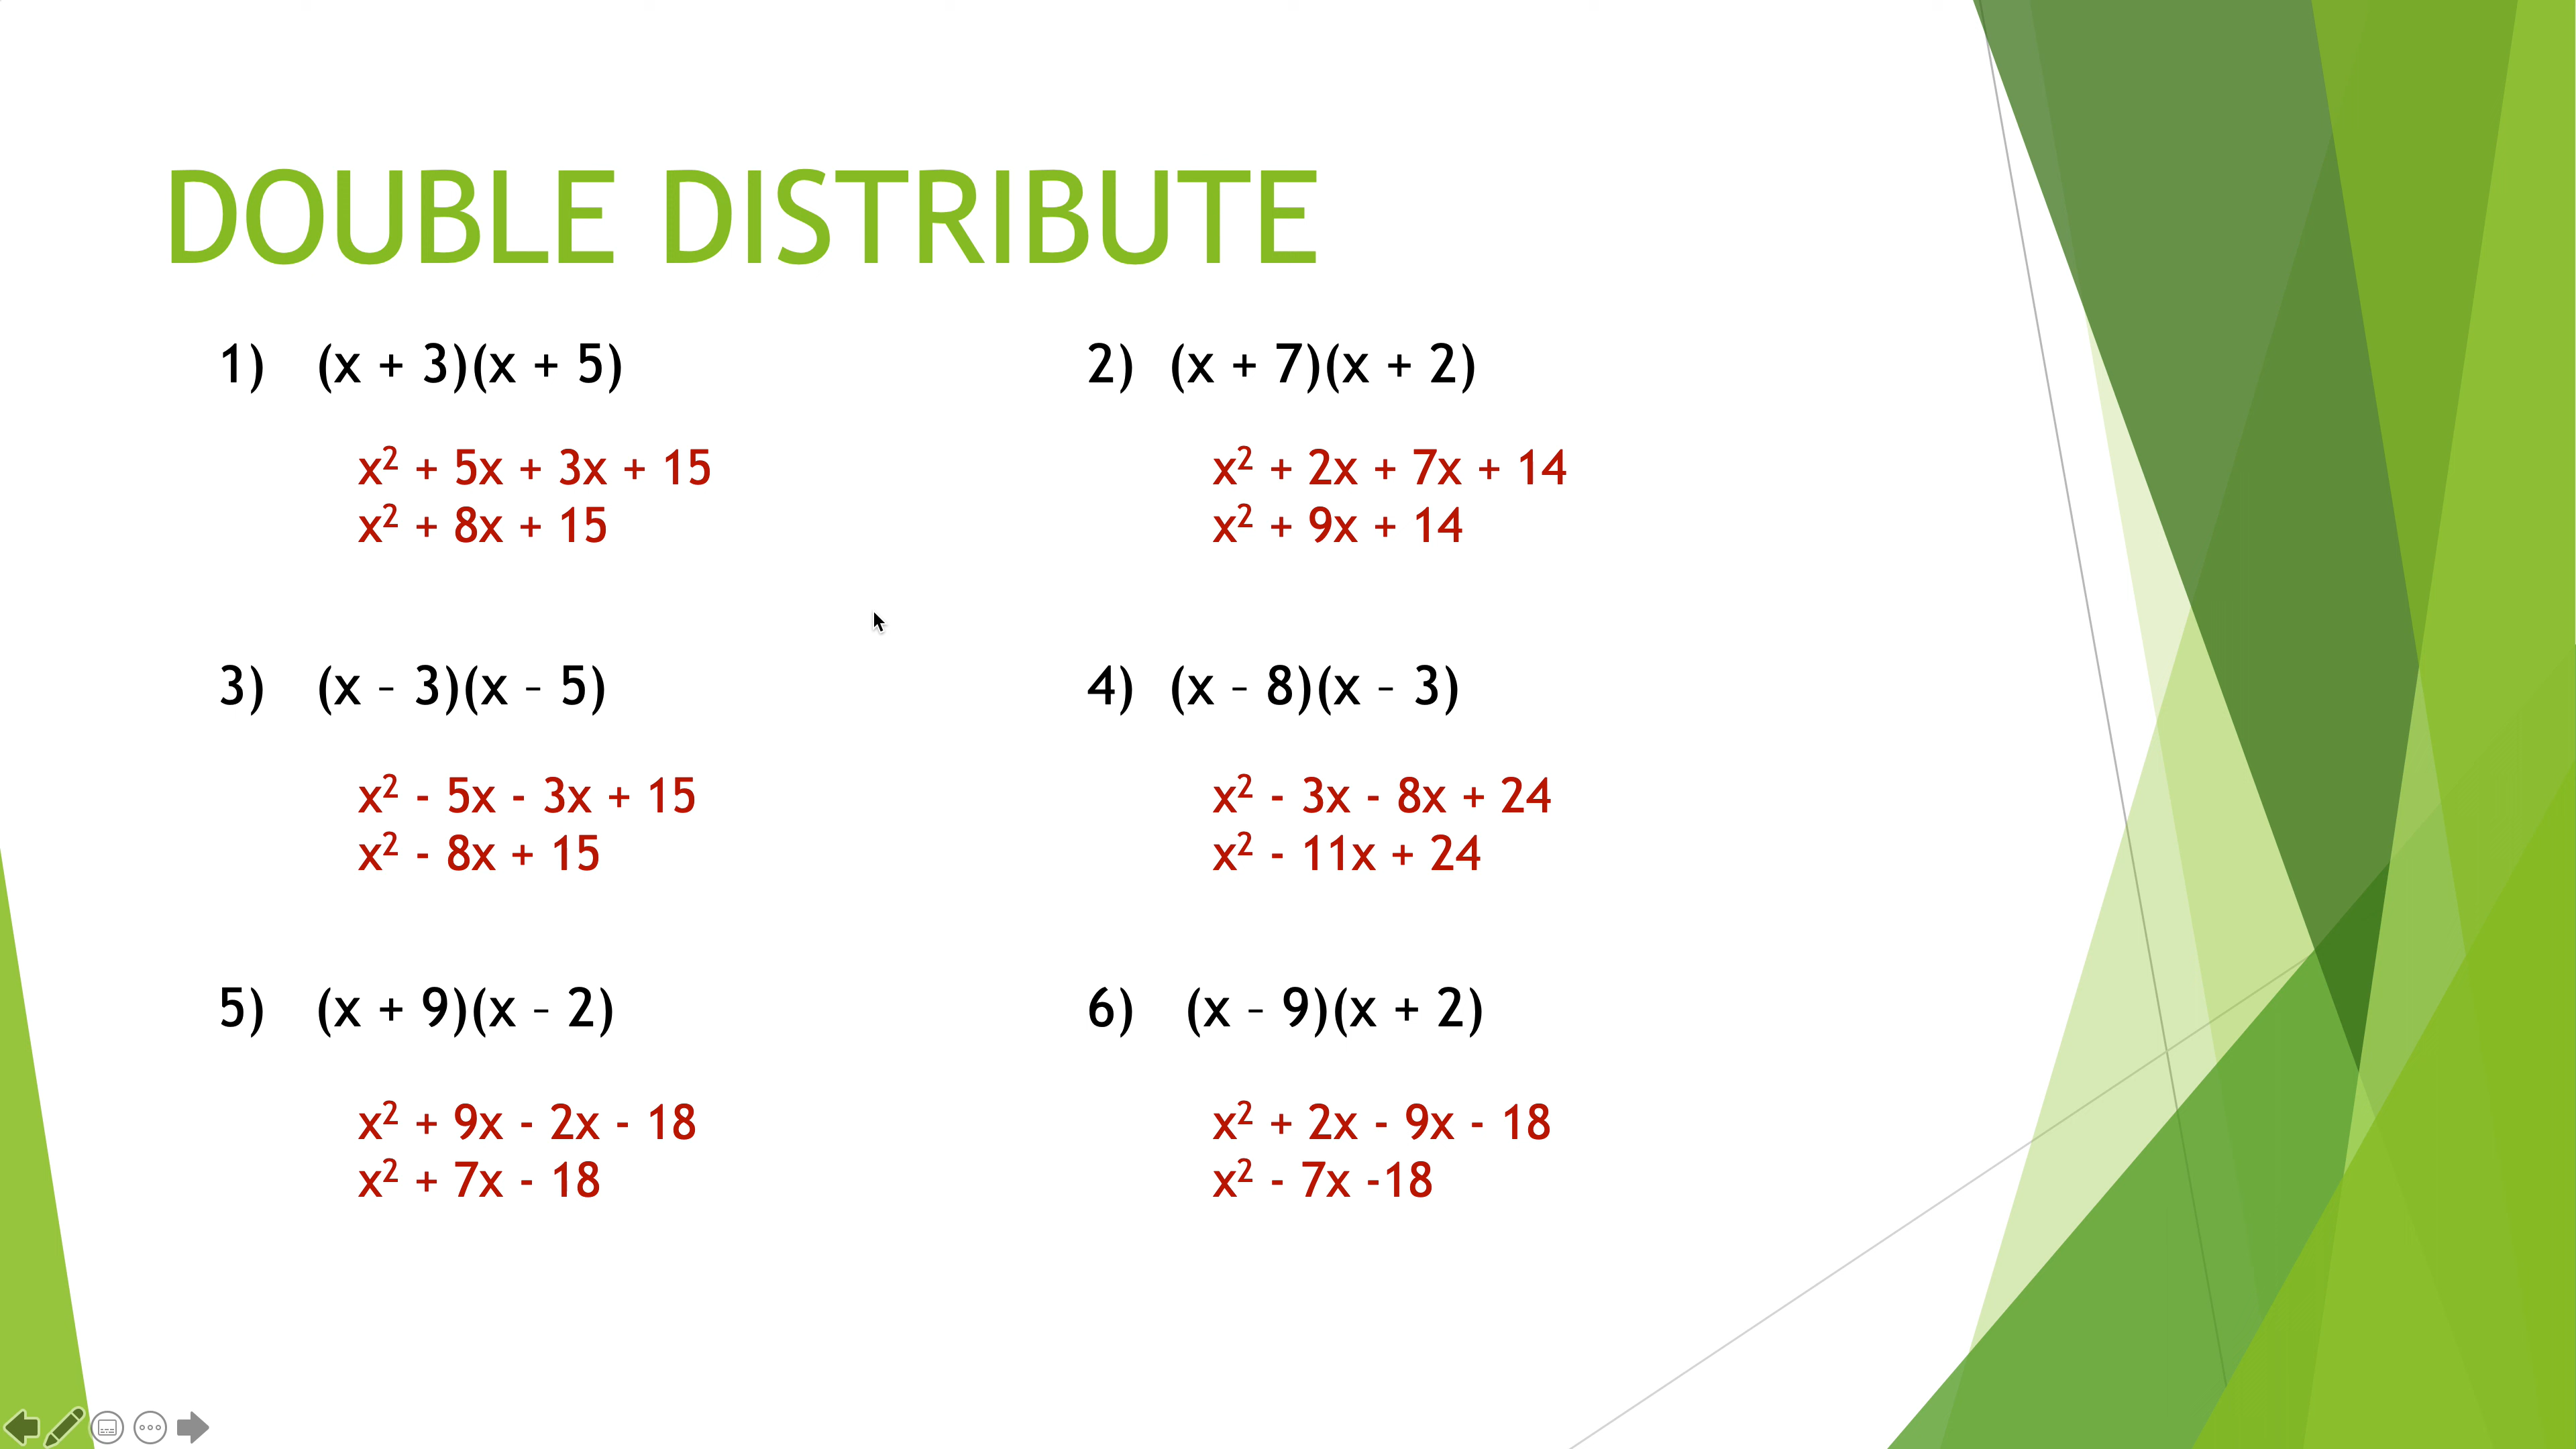 DOUBLE DISTRIBUTE
1) (x + 3)(x + 5)
x² + 5x + 3x + 15
x² + 8x + 15
2) (x + 7)(x + 2)
x² + 2x + 7x + 14
x² + 9x + 14
3) (x - 3)(x - 5)
x² - 5x - 3x + 15
x² - 8x + 15
4) (x - 8)(x - 3)
x² - 3x - 8x + 24
x² - 11x + 24
5) (x + 9)(x - 2)
x² + 9x - 2x - 18
x² + 7x - 18
6) (x - 9)(x + 2)
x² + 2x - 9x - 18
x² - 7x -18